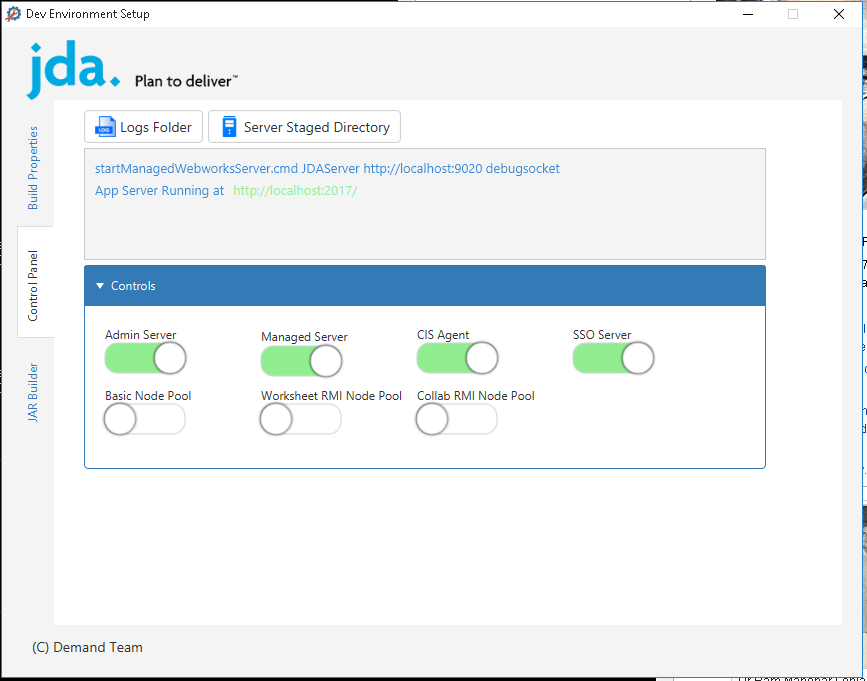 Dev Environment Setup
jda.
Plan to deliver™
Build Properties
Control Panel
JAR Builder
LOG Logs Folder
Server Staged Directory
startManagedWebworksServer.cmd JDAServer http://localhost:9020 debugsocket
App Server Running at http://localhost:2017/
Controls
Admin Server Managed Server CIS Agent SSO Server
Basic Node Pool Worksheet RMI Node Pool Collab RMI Node Pool
(C) Demand Team